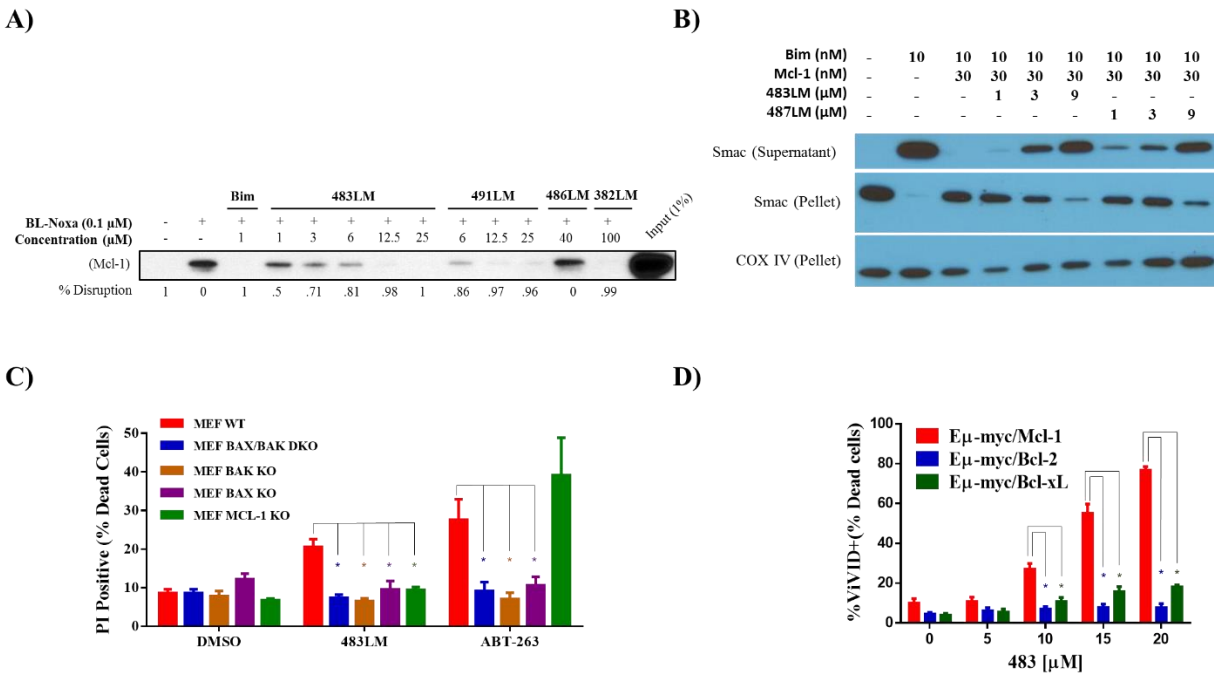 A)
Bim 483LM 491LM 486LM 382LM Input (1%)
BL-Noxa (0.1 μM) - + + + + + + + + + + + +
Concentration (μM) - - 1 1 3 6 12.5 25 6 12.5 25 40 100
(Mcl-1)
% Disruption 1 0 1 .5 .71 .81 .98 1 .86 .97 .96 0 .99
B)
Bim (nM) - 10 10 10 10 10 10 10 10
Mcl-1 (nM) - - 30 30 30 30 30 30 30
483LM (μM) - - - 1 3 9 - - -
487LM (μM) - - - - - - 1 3 9
Smac (Supernatant)
Smac (Pellet)
COX IV (Pellet)
C)
PI Positive (% Dead Cells)
50
40
30
20
10
0
MEF WT
MEF BAX/BAK DKO
MEF BAK KO
MEF BAX KO
MEF MCL-1 KO
* * * * * * *
DMSO 483LM ABT-263
D)
%ViViD+(% Dead cells)
100
80
60
40
20
0
Eμ-myc/Mcl-1
Eμ-myc/Bcl-2
Eμ-myc/Bcl-xL
* * * * * *
0 5 10 15 20
483 [μM]